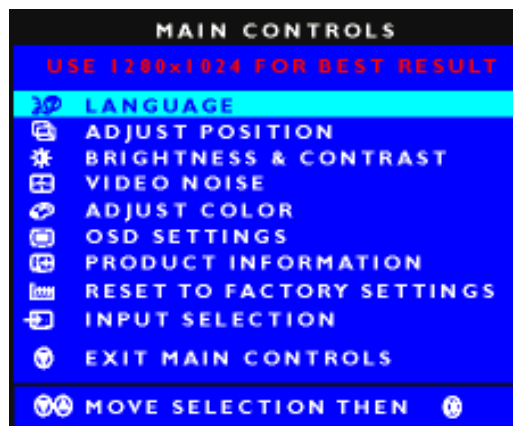 MAIN CONTROLS
USE 1280x1024 FOR BEST RESULT
LANGUAGE
ADJUST POSITION
BRIGHTNESS & CONTRAST
VIDEO NOISE
ADJUST COLOR
OSD SETTINGS
PRODUCT INFORMATION
RESET TO FACTORY SETTINGS
INPUT SELECTION
EXIT MAIN CONTROLS
MOVE SELECTION THEN